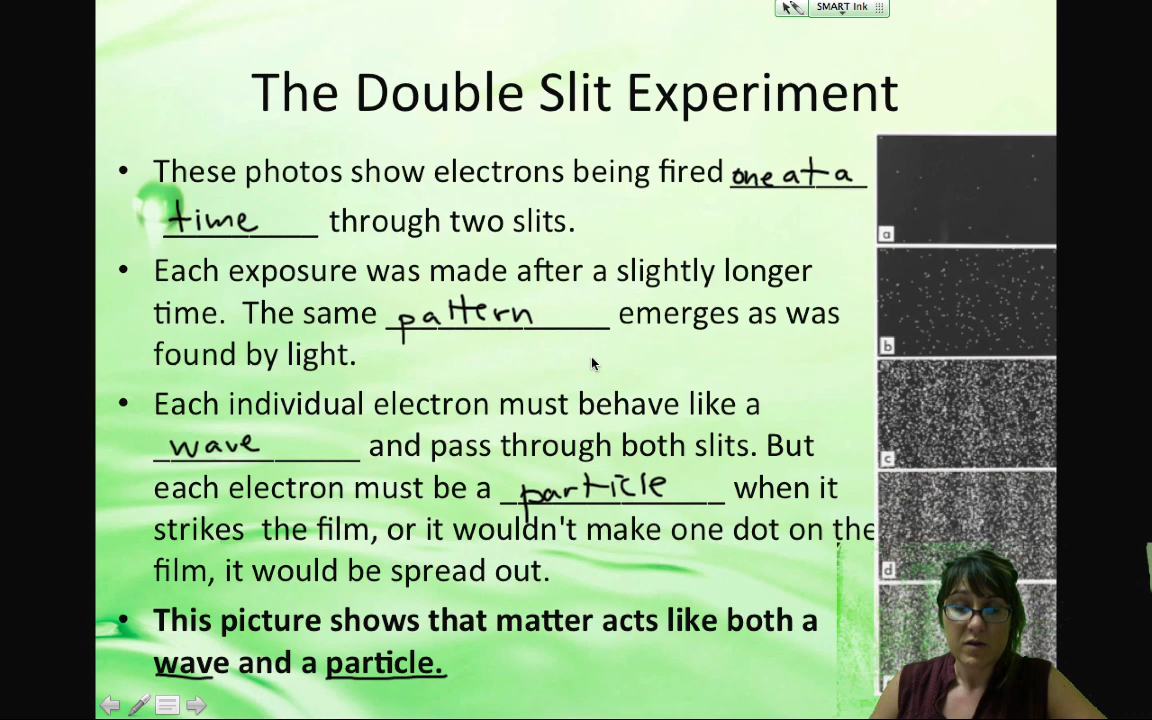 SMART Ink
The Double Slit Experiment
• These photos show electrons being fired one at a
time through two slits.
• Each exposure was made after a slightly longer
time. The same pattern emerges as was
found by light.
• Each individual electron must behave like a
wave and pass through both slits. But
each electron must be a particle when it
strikes the film, or it wouldn't make one dot on the
film, it would be spread out.
• This picture shows that matter acts like both a
wave and a particle.
a
b
c
d